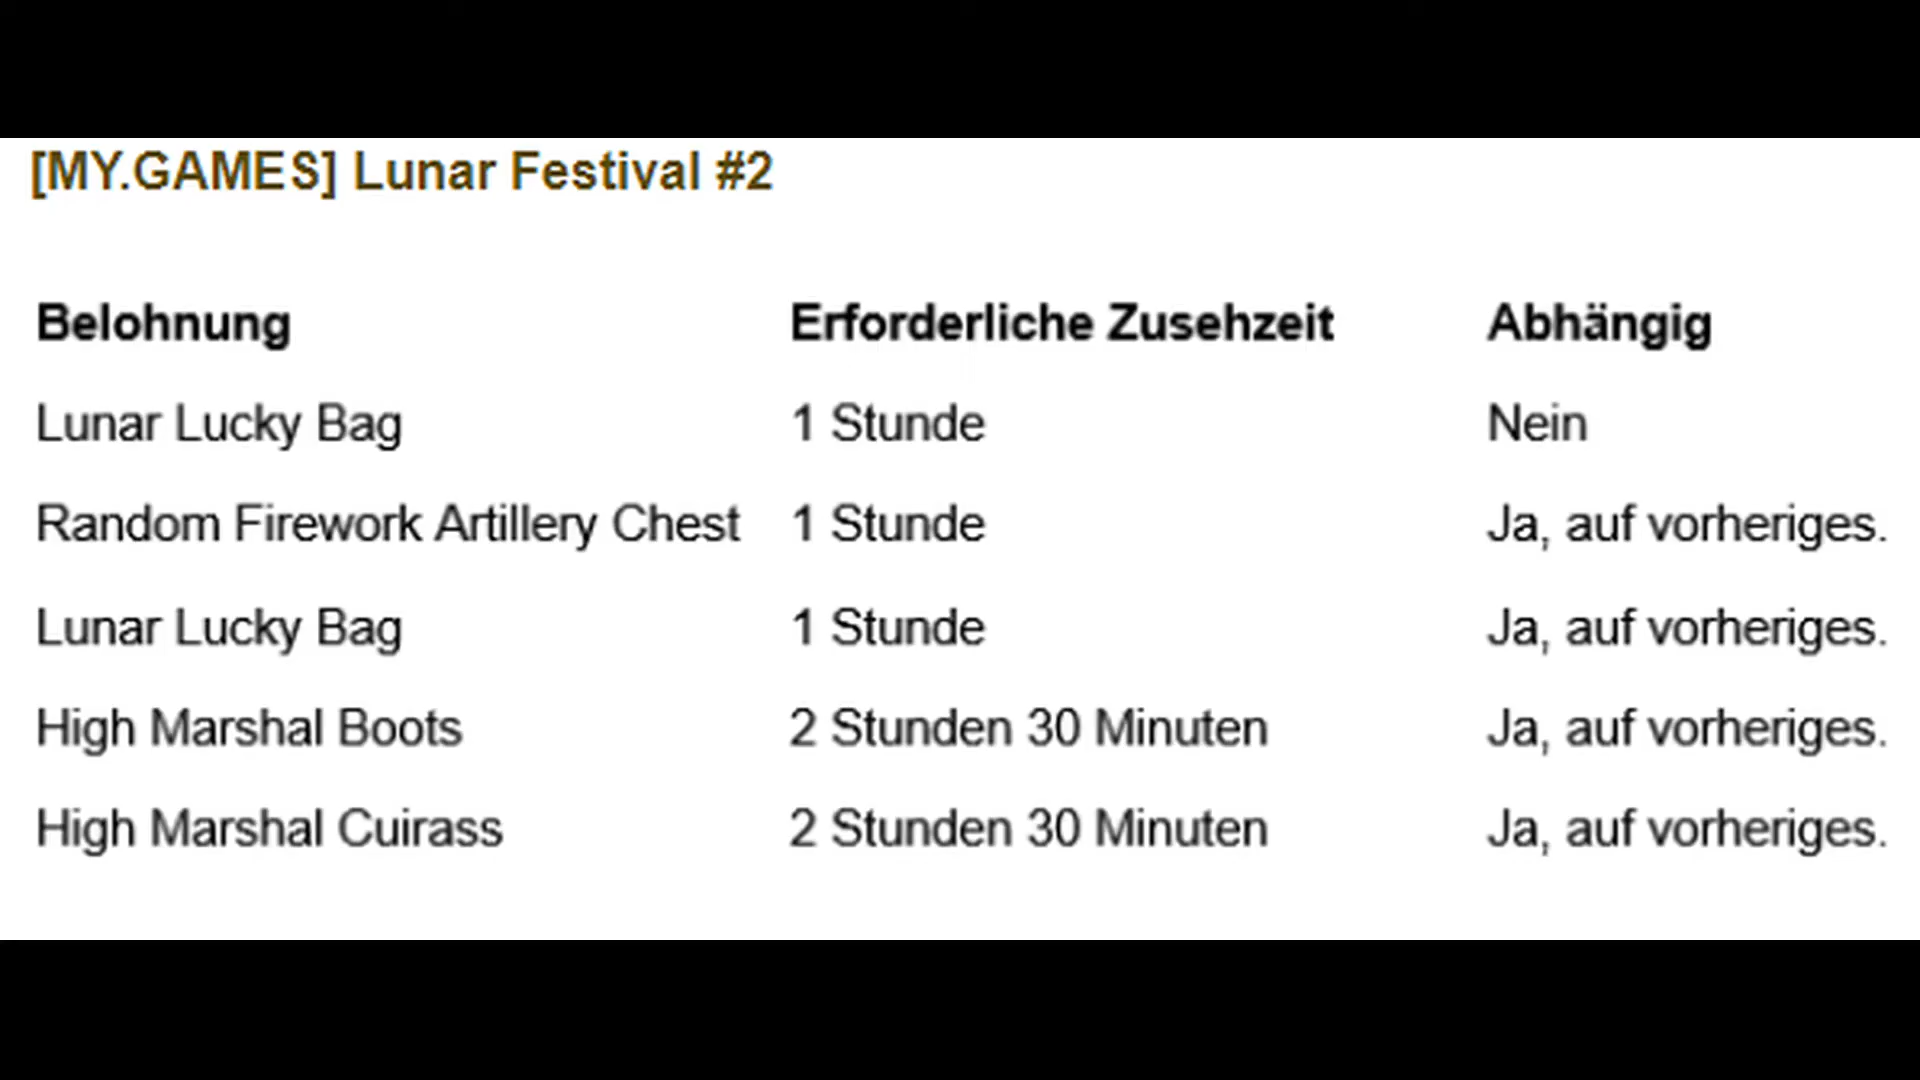 [MY.GAMES] Lunar Festival #2
Belohnung Erforderliche Zusehzeit Abhängig
Lunar Lucky Bag 1 Stunde Nein
Random Firework Artillery Chest 1 Stunde Ja, auf vorheriges.
Lunar Lucky Bag 1 Stunde Ja, auf vorheriges.
High Marshal Boots 2 Stunden 30 Minuten Ja, auf vorheriges.
High Marshal Cuirass 2 Stunden 30 Minuten Ja, auf vorheriges.